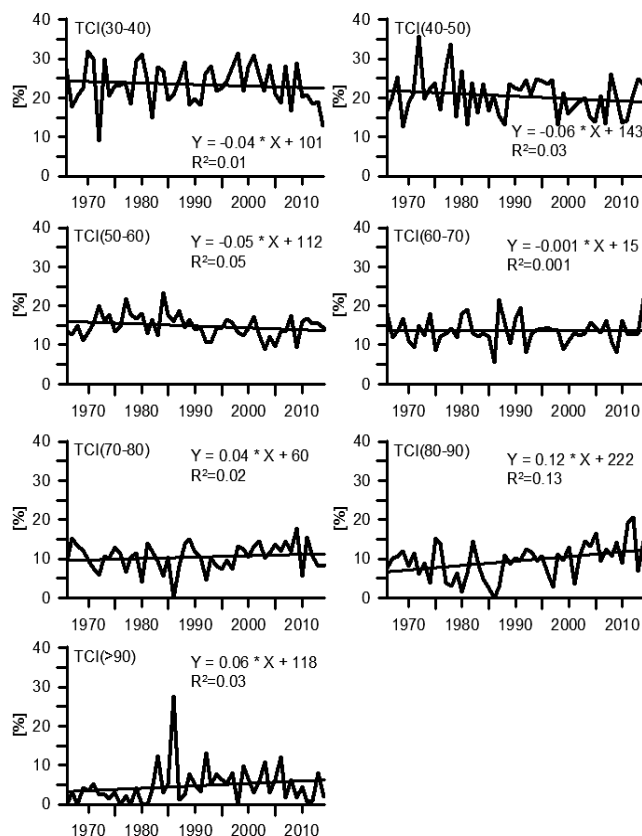 40 TCI(30-40)
30
[%]
20
10
Y = -0.04 * X + 101
R²=0.01
0
1970 1980 1990 2000 2010
40 TCI(40-50)
30
[%]
20
10
Y = -0.06 * X + 143
R²=0.03
0
1970 1980 1990 2000 2010
40 TCI(50-60)
Y = -0.05 * X + 112
R²=0.05
30
[%]
20
10
0
1970 1980 1990 2000 2010
40 TCI(60-70)
Y = -0.001 * X + 15
R²=0.001
30
[%]
20
10
0
1970 1980 1990 2000 2010
40 TCI(70-80)
Y = 0.04 * X + 60
R²=0.02
30
[%]
20
10
0
1970 1980 1990 2000 2010
40 TCI(80-90)
Y = 0.12 * X + 222
R²=0.13
30
[%]
20
10
0
1970 1980 1990 2000 2010
40 TCI(>90)
Y = 0.06 * X + 118
R²=0.03
30
[%]
20
10
0
1970 1980 1990 2000 2010